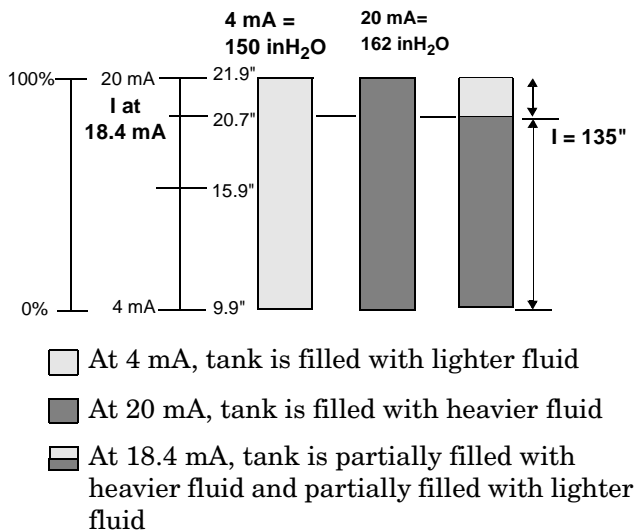 4 mA =
150 inH₂O
20 mA=
162 inH₂O
100%
20 mA
21.9"
I at
18.4 mA
20.7"
I = 135"
15.9"
0%
4 mA
9.9"
At 4 mA, tank is filled with lighter fluid
At 20 mA, tank is filled with heavier fluid
At 18.4 mA, tank is partially filled with
heavier fluid and partially filled with lighter
fluid